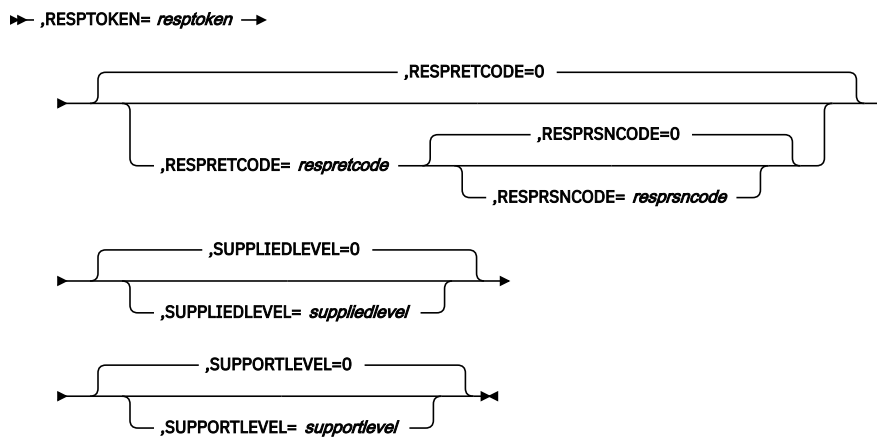 ,RESPTOKEN= resptoken
,RESPRETCODE=0
,RESPRETCODE= respretcode
,RESPRSNCODE=0
,RESPRSNCODE= resprsncode
,SUPPLIEDLEVEL=0
,SUPPLIEDLEVEL= suppliedlevel
,SUPPORTLEVEL=0
,SUPPORTLEVEL= supportlevel